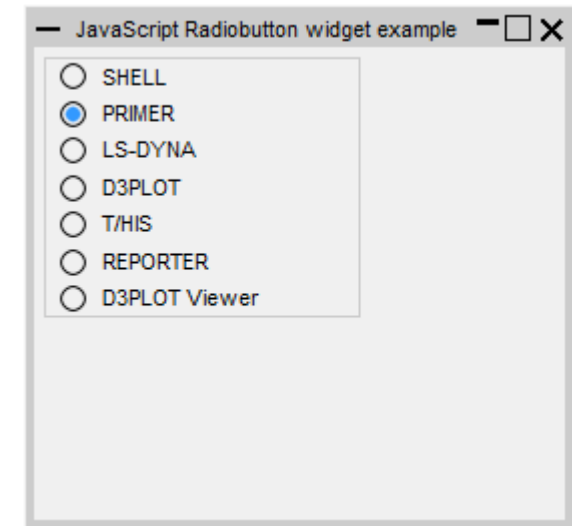 JavaScript Radiobutton widget example
SHELL
PRIMER
LS-DYNA
D3PLOT
T/HIS
REPORTER
D3PLOT Viewer